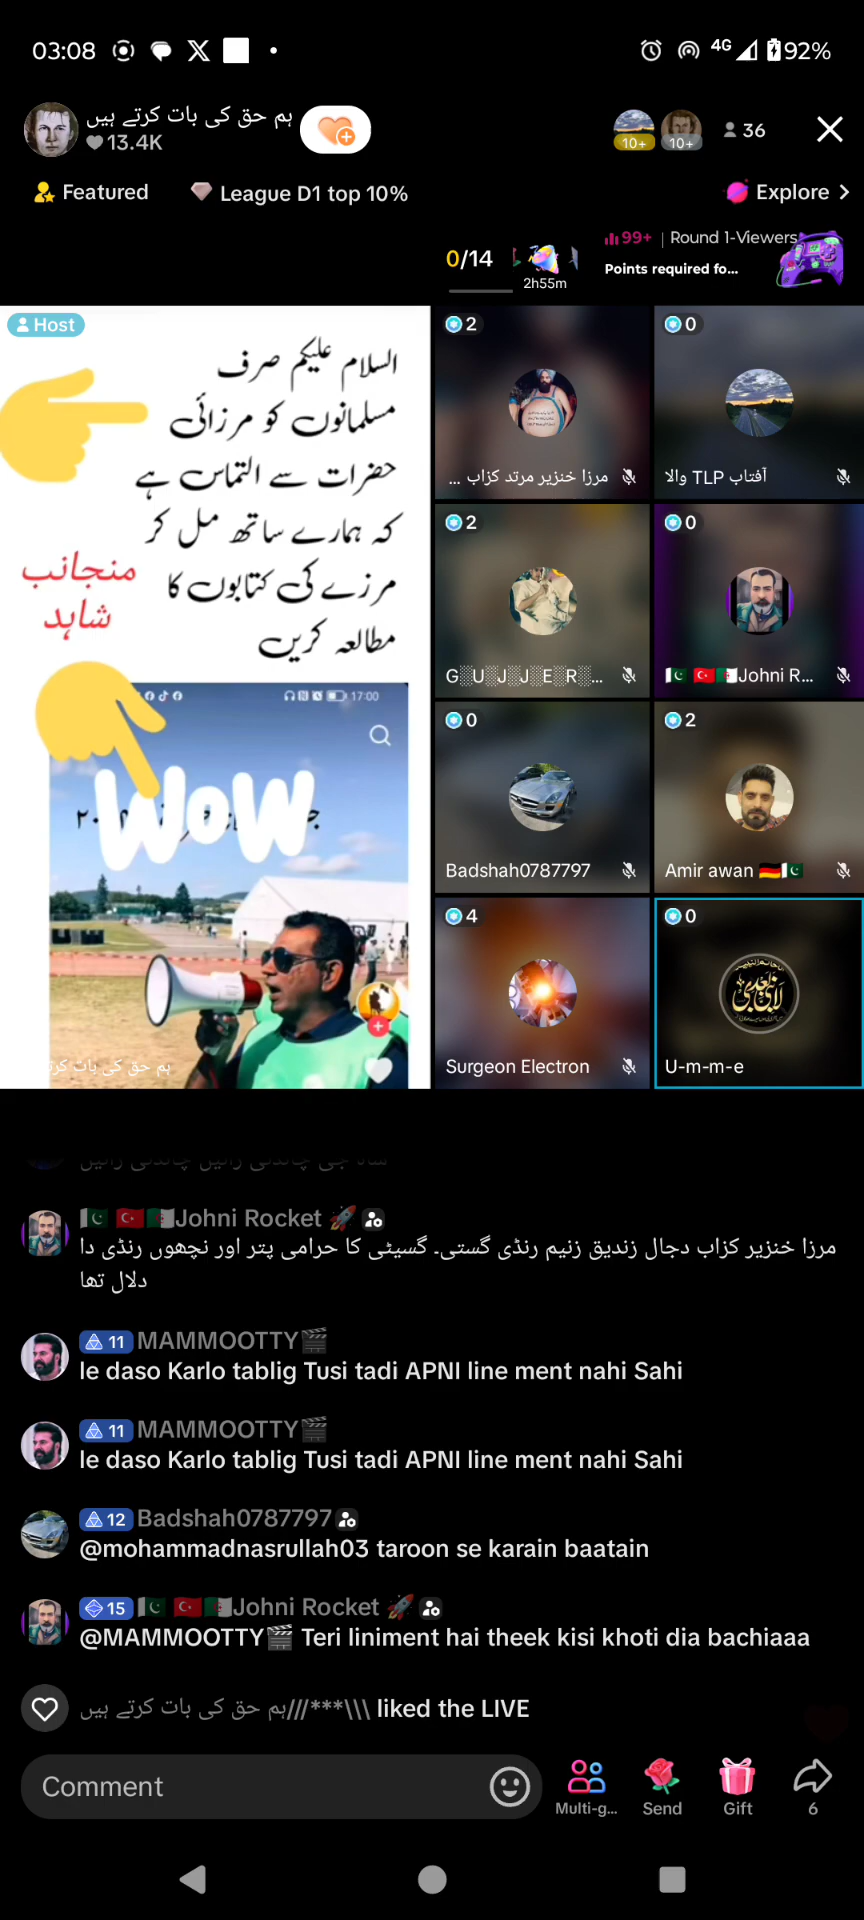 03:08
4G
92%
ہم حق کی بات کرتے ہیں
13.4K
10+
10+
36
Featured
League D1 top 10%
Explore
0/14
2h55m
99+ | Round 1-Viewers
Points required fo...
Host
السلام علیکم صرف
مسلمانوں کو مرزائی
حضرات سے التماس ہے
کہ ہمارے ساتھ مل کر
مرزے کی کتابوں کا
مطالعہ کریں
منجانب
شاہد
17:00
WOW
ہم حق کی بات
2
مرزا خنزیر مرتد کزاب ...
0
آفتاب TLP والا
2
G░U░J░J░E░R░...
0
Johni R...
0
Badshah0787797
2
Amir awan
4
Surgeon Electron
0
U-m-m-e
Johni Rocket
مرزا خنزیر کزاب دجال زندیق زنیم رنڈی گستی۔ گسیٹی کا حرامی پتر اور نچھوں رنڈی دا
دلال تھا
11 MAMMOOTTY
le daso Karlo tablig Tusi tadi APNI line ment nahi Sahi
11 MAMMOOTTY
le daso Karlo tablig Tusi tadi APNI line ment nahi Sahi
12 Badshah0787797
@mohammadnasrullah03 taroon se karain baatain
15 Johni Rocket
@MAMMOOTTY🎬 Teri liniment hai theek kisi khoti dia bachiaaa
ہم حق کی بات کرتے ہیں///***\\\ liked the LIVE
Comment
Multi-g...
Send
Gift
6